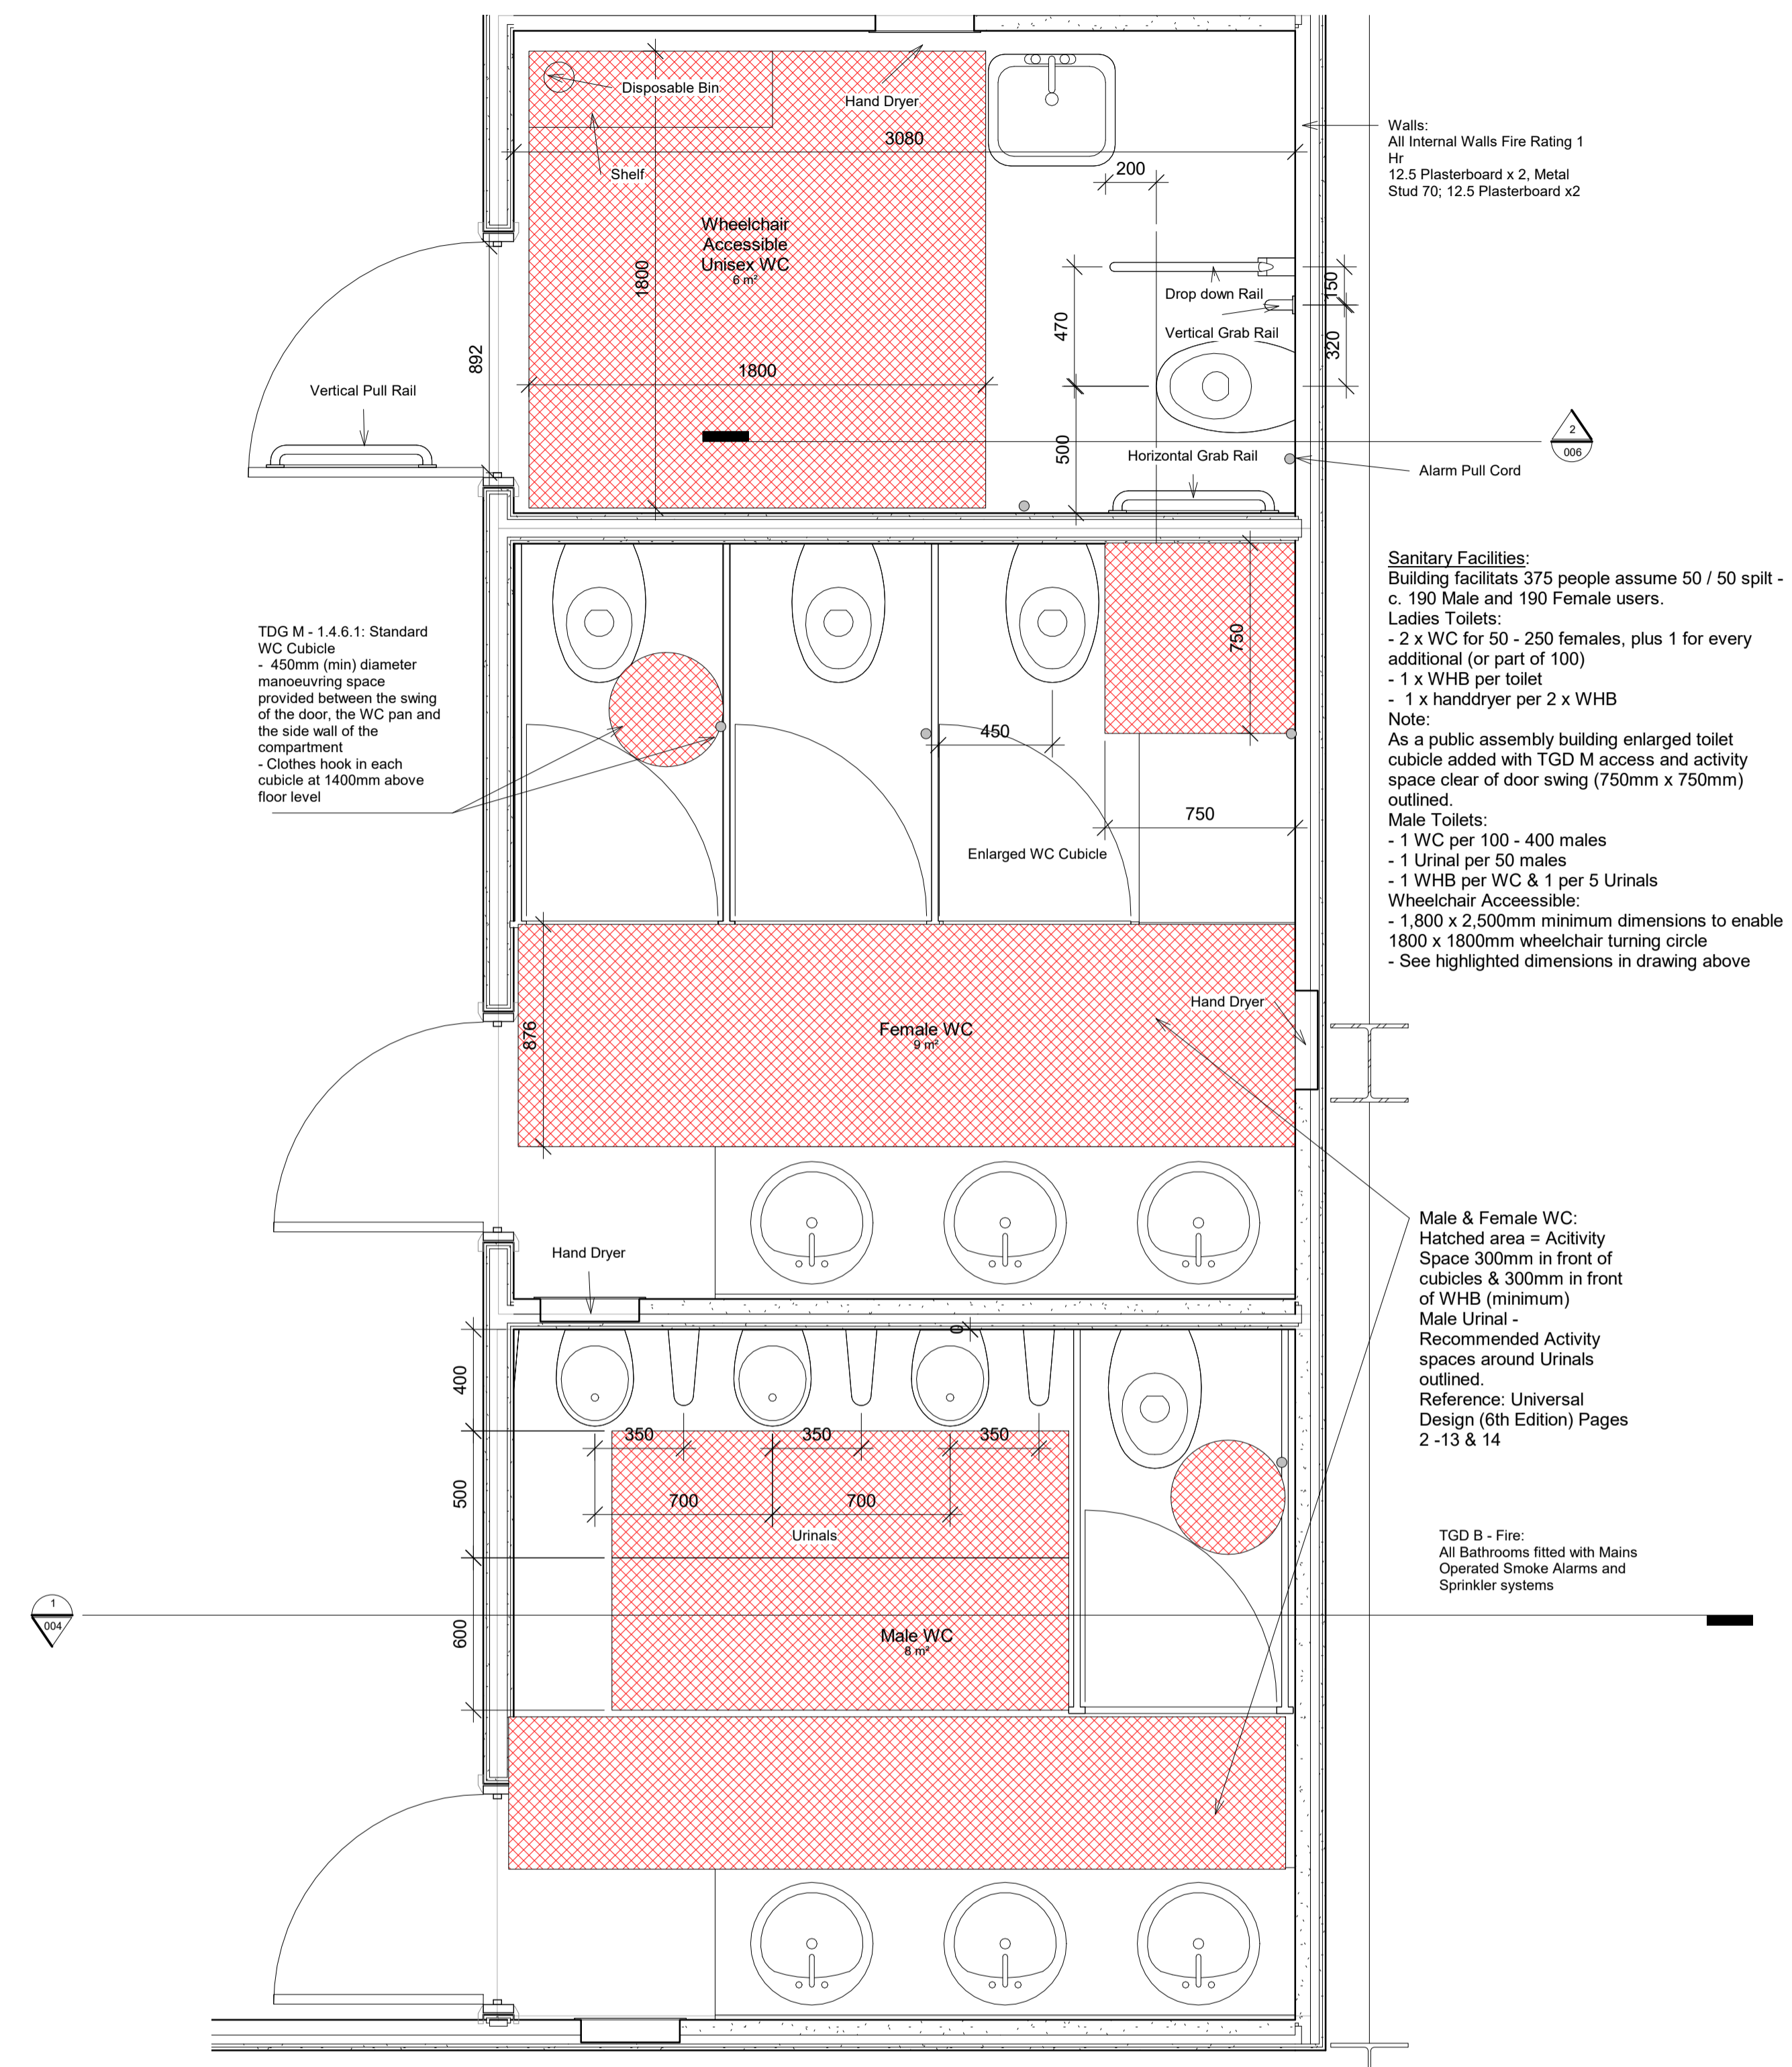 Disposable Bin
Hand Dryer
3080
Shelf
200
Wheelchair
Accessible
Unisex WC
6 m²
1800
Drop down Rail
150
Vertical Grab Rail
470
320
892
1800
Vertical Pull Rail
500
Horizontal Grab Rail
2
006
Alarm Pull Cord
Walls:
All Internal Walls Fire Rating 1
Hr
12.5 Plasterboard x 2, Metal
Stud 70; 12.5 Plasterboard x2
Sanitary Facilities:
Building facilitats 375 people assume 50 / 50 spilt -
c. 190 Male and 190 Female users.
Ladies Toilets:
- 2 x WC for 50 - 250 females, plus 1 for every
additional (or part of 100)
- 1 x WHB per toilet
- 1 x handdryer per 2 x WHB
Note:
As a public assembly building enlarged toilet
cubicle added with TGD M access and activity
space clear of door swing (750mm x 750mm)
outlined.
Male Toilets:
- 1 WC per 100 - 400 males
- 1 Urinal per 50 males
- 1 WHB per WC & 1 per 5 Urinals
Wheelchair Acceessible:
- 1,800 x 2,500mm minimum dimensions to enable
1800 x 1800mm wheelchair turning circle
- See highlighted dimensions in drawing above
TDG M - 1.4.6.1: Standard
WC Cubicle
- 450mm (min) diameter
manoeuvring space
provided between the swing
of the door, the WC pan and
the side wall of the
compartment
- Clothes hook in each
cubicle at 1400mm above
floor level
750
450
750
Enlarged WC Cubicle
876
Female WC
9 m²
Hand Dryer
Hand Dryer
Male & Female WC:
Hatched area = Acitivity
Space 300mm in front of
cubicles & 300mm in front
of WHB (minimum)
Male Urinal -
Recommended Activity
spaces around Urinals
outlined.
Reference: Universal
Design (6th Edition) Pages
2 -13 & 14
0
400
350
350
350
500
700
700
Urinals
600
Male WC
8 m²
TGD B - Fire:
All Bathrooms fitted with Mains
Operated Smoke Alarms and
Sprinkler systems
1
004